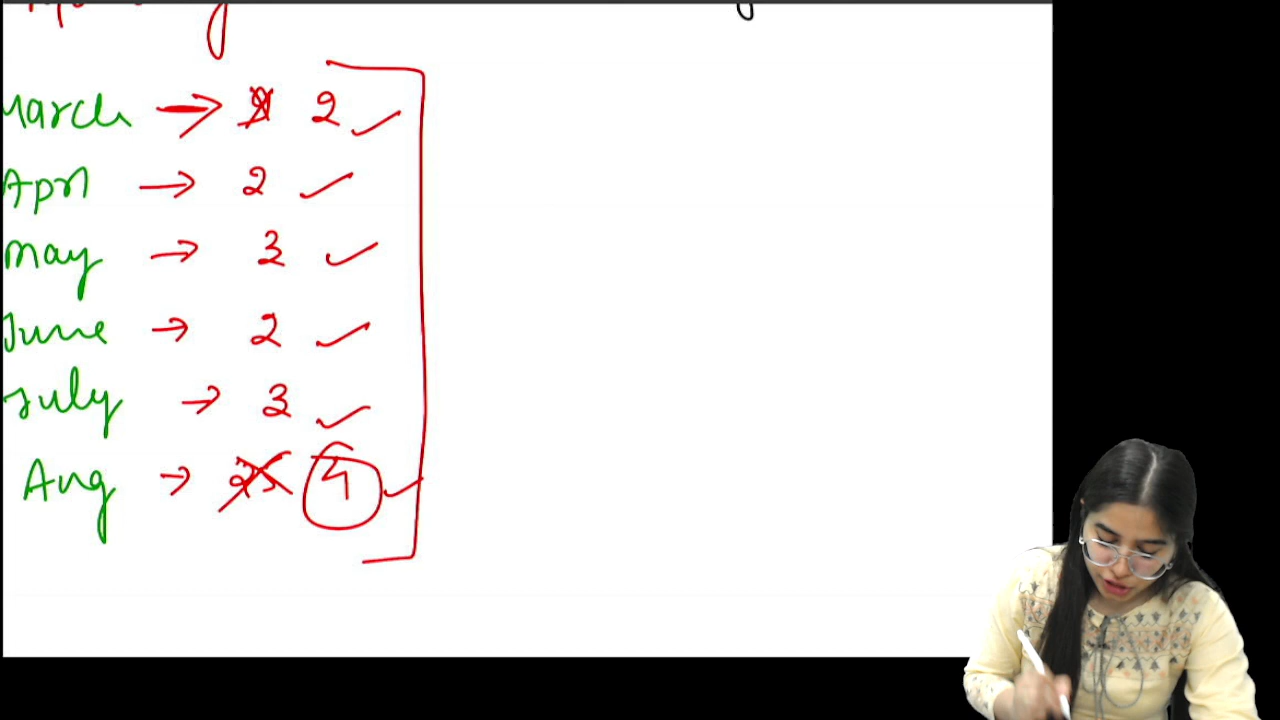 March → 2 ✓
April → 2 ✓
May → 3 ✓
June → 2 ✓
July → 3 ✓
Aug → 4 ✓